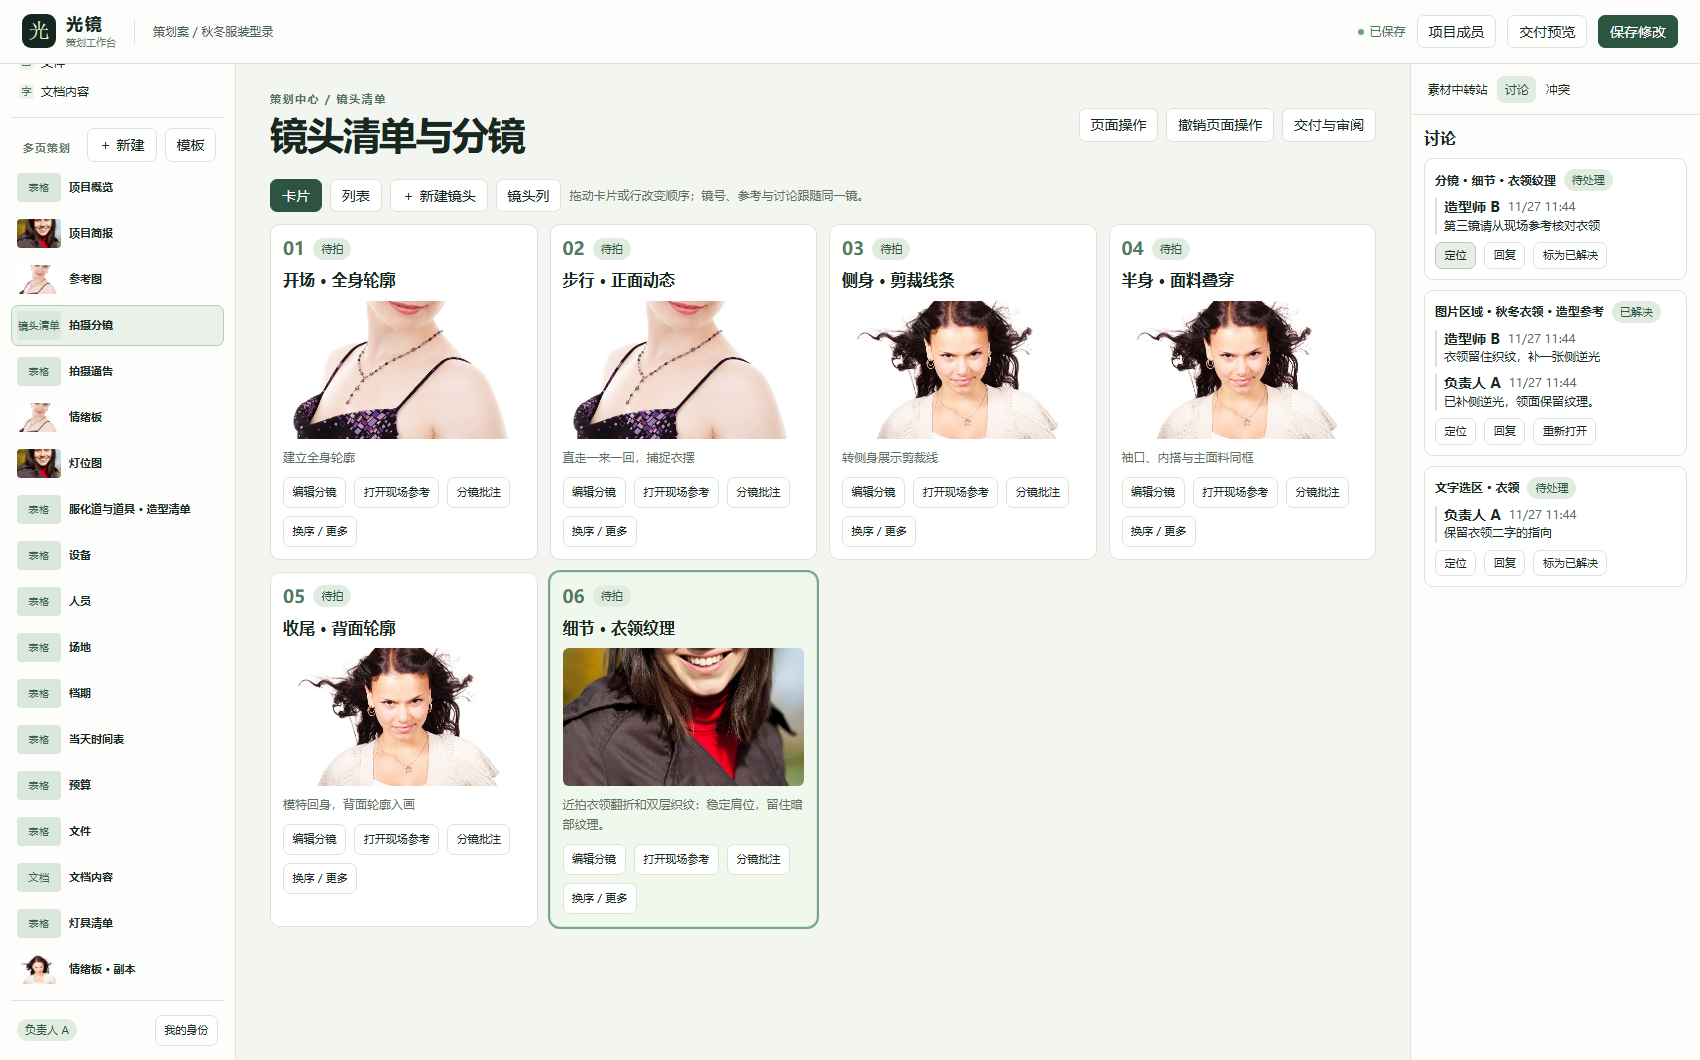 光 光镜
策划工作台
策划案 / 秋冬服装型录
已保存 项目成员 交付预览 保存修改
文件
字 文档内容
多页策划 + 新建 模板
表格 项目概览
项目简报
参考图
镜头清单 拍摄分镜
表格 拍摄通告
情绪板
灯位图
表格 服化道与道具・造型清单
表格 设备
表格 人员
表格 场地
表格 档期
表格 当天时间表
表格 预算
表格 文件
文档 文档内容
表格 灯具清单
情绪板・副本
负责人 A 我的身份
策划中心 / 镜头清单
镜头清单与分镜
页面操作 撤销页面操作 交付与审阅
卡片 列表 + 新建镜头 镜头列 拖动卡片或行改变顺序；镜号、参考与讨论跟随同一镜。
01 待拍
开场・全身轮廓
建立全身轮廓
编辑分镜 打开现场参考 分镜批注
换序 / 更多
02 待拍
步行・正面动态
直走一来一回，捕捉衣摆
编辑分镜 打开现场参考 分镜批注
换序 / 更多
03 待拍
侧身・剪裁线条
转侧身展示剪裁线
编辑分镜 打开现场参考 分镜批注
换序 / 更多
04 待拍
半身・面料叠穿
袖口、内搭与主面料同框
编辑分镜 打开现场参考 分镜批注
换序 / 更多
05 待拍
收尾・背面轮廓
模特回身，背面轮廓入画
编辑分镜 打开现场参考 分镜批注
换序 / 更多
06 待拍
细节・衣领纹理
近拍衣领翻折和双层织纹：稳定肩位，留住暗
部纹理。
编辑分镜 打开现场参考 分镜批注
换序 / 更多
素材中转站 讨论 冲突
讨论
分镜・细节・衣领纹理 待处理
造型师 B 11/27 11:44
第三镜请从现场参考核对衣领
定位 回复 标为已解决
图片区域・秋冬衣领・造型参考 已解决
造型师 B 11/27 11:44
衣领留住织纹，补一张侧逆光
负责人 A 11/27 11:44
已补侧逆光，领面保留纹理。
定位 回复 重新打开
文字选区・衣领 待处理
负责人 A 11/27 11:44
保留衣领二字的指向
定位 回复 标为已解决